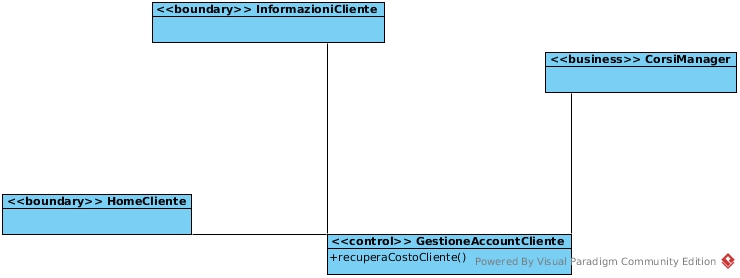 <<boundary>> InformazioniCliente
<<business>> CorsiManager
<<boundary>> HomeCliente
<<control>> GestioneAccountCliente
+recuperaCostoCliente()
Powered By Visual Paradigm Community Edition